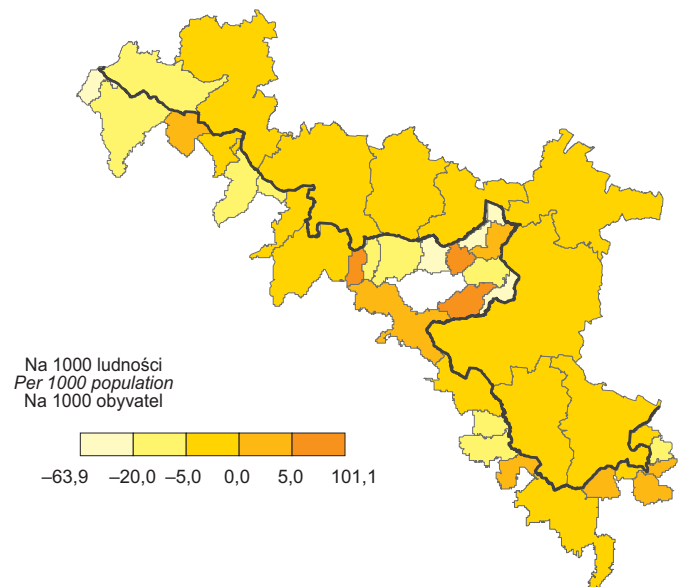 Na 1000 ludności
Per 1000 population
Na 1000 obyvatel
–63,9 –20,0 –5,0 0,0 5,0 101,1